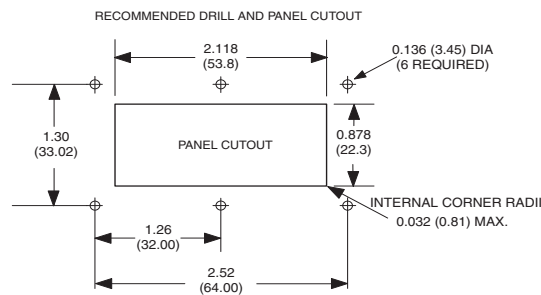 RECOMMENDED DRILL AND PANEL CUTOUT
2.118
(53.8)
0.136 (3.45) DIA
(6 REQUIRED)
1.30
(33.02)
PANEL CUTOUT
0.878
(22.3)
INTERNAL CORNER RADII
0.032 (0.81) MAX.
1.26
(32.00)
2.52
(64.00)